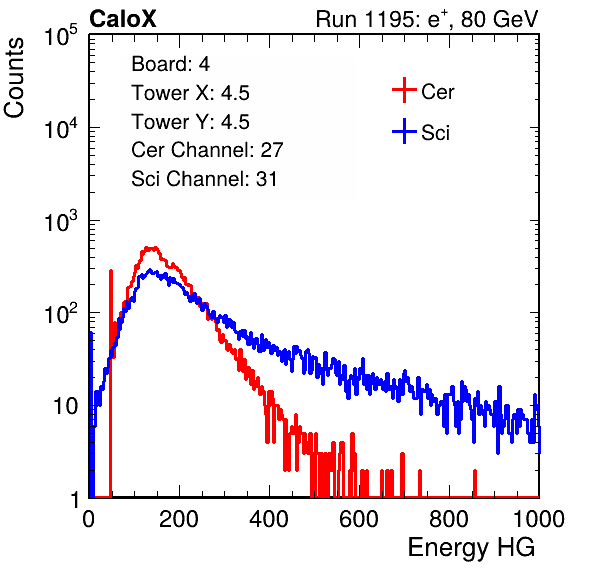 CaloX Run 1195: e⁺, 80 GeV
Counts
10⁵
10⁴
10³
10²
10
1
Board: 4
Tower X: 4.5
Tower Y: 4.5
Cer Channel: 27
Sci Channel: 31
Cer
Sci
0 200 400 600 800 1000
Energy HG